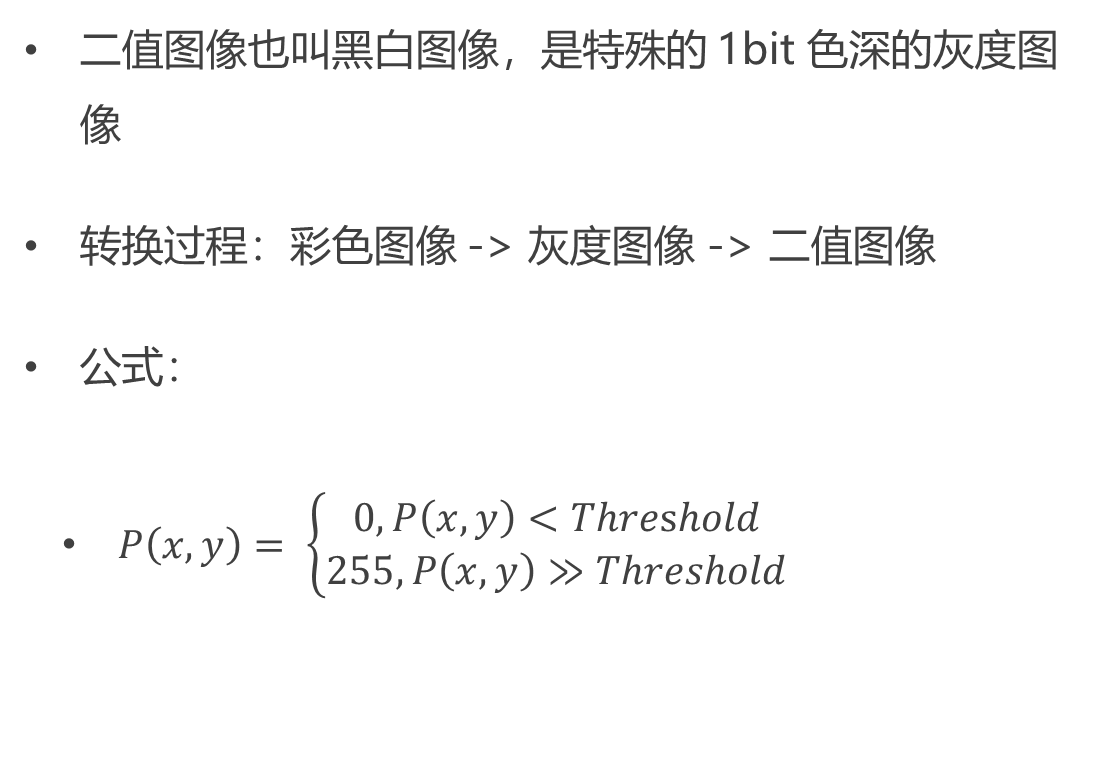 • 二值图像也叫黑白图像，是特殊的 1bit 色深的灰度图
像
• 转换过程：彩色图像 -> 灰度图像 -> 二值图像
• 公式：
• P(x,y) = { 0,P(x,y) < Threshold
255,P(x,y) ≫ Threshold